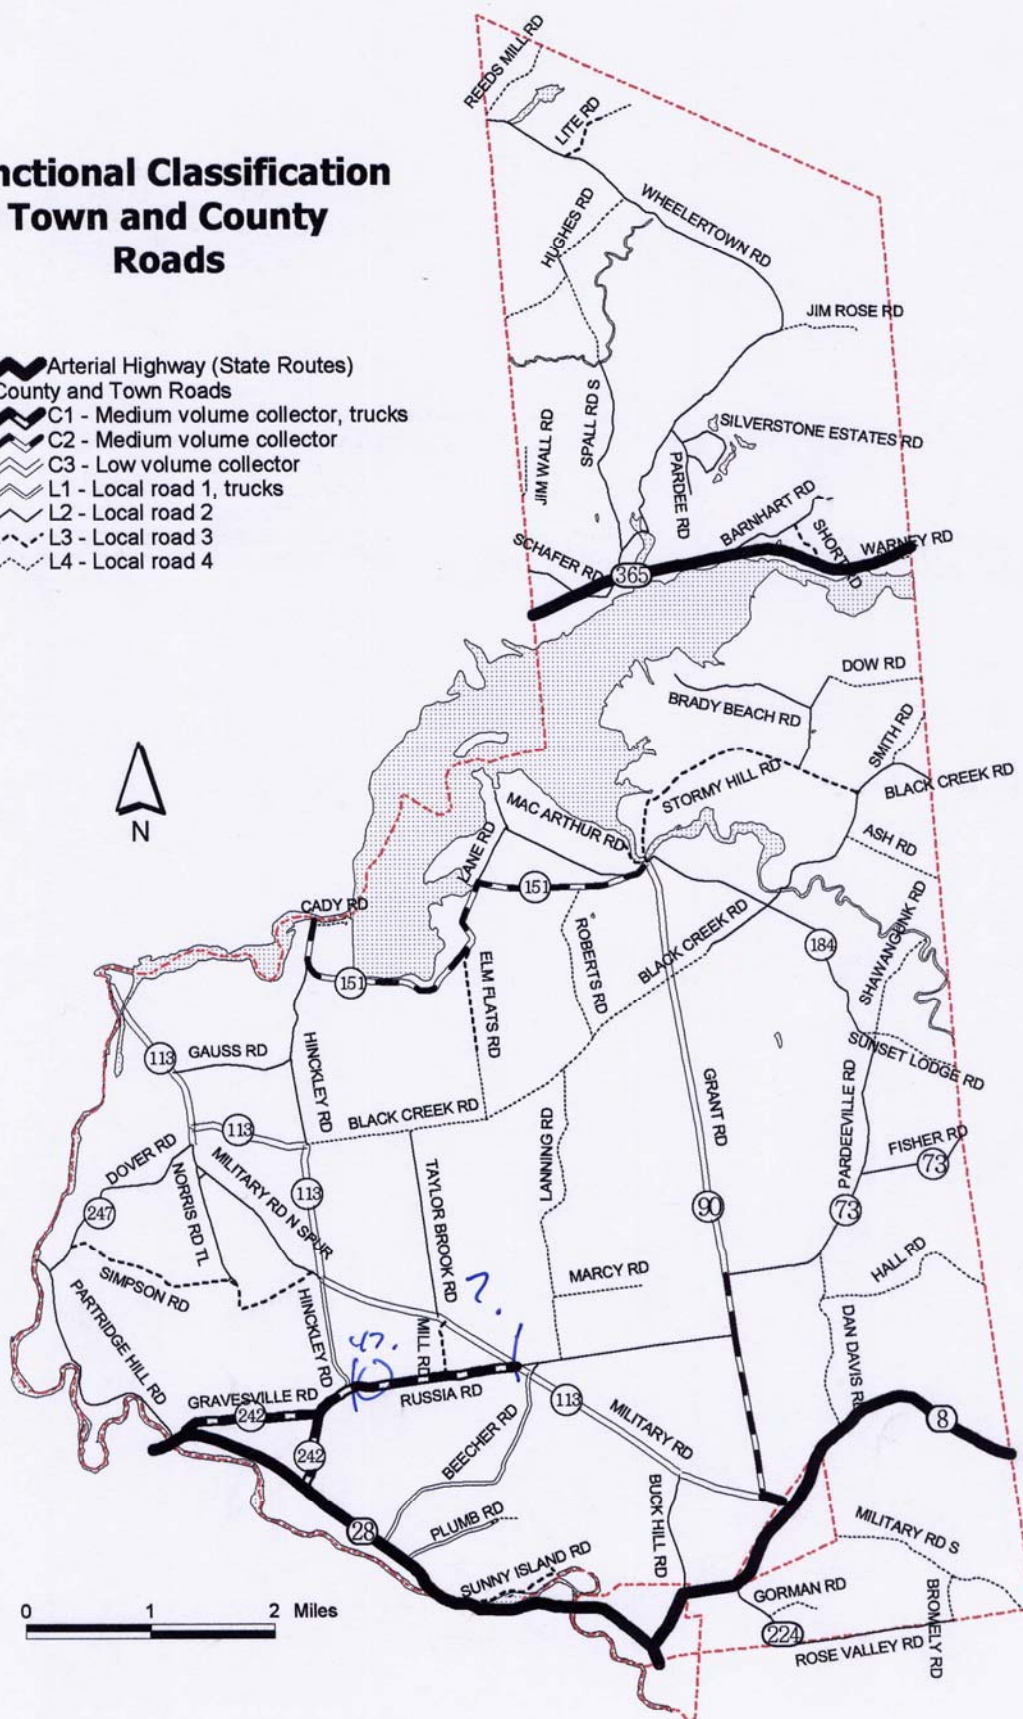 nctional Classification
Town and County
Roads
Arterial Highway (State Routes)
County and Town Roads
C1 - Medium volume collector, trucks
C2 - Medium volume collector
C3 - Low volume collector
L1 - Local road 1, trucks
L2 - Local road 2
L3 - Local road 3
L4 - Local road 4
REEDS MILL RD
LITE RD
HUGHES RD
WHEELERTOWN RD
JIM ROSE RD
JIM WALL RD
SPALL RD S
SILVERSTONE ESTATES RD
PARDEE RD
BARNHART RD
SHORT RD
WARNEY RD
SCHAFER RD
365
DOW RD
BRADY BEACH RD
SMITH RD
STORMY HILL RD
BLACK CREEK RD
N
MAC ARTHUR RD
LANE RD
ASH RD
151
CADY RD
ROBERTS RD
BLACK CREEK RD
SHAWANGUNK RD
184
151
ELM FLATS RD
113
GAUSS RD
HINCKLEY RD
SUNSET LODGE RD
GRANT RD
PARDEEVILLE RD
BLACK CREEK RD
113
LANNING RD
FISHER RD
73
DOVER RD
MILITARY RD N SPUR
NORRIS RD TL
TAYLOR BROOK RD
113
90
73
247
SIMPSON RD
MARCY RD
HALL RD
PARTRIDGE HILL RD
HINCKLEY RD
47.
?.
MILL RD
DAN DAVIS RD
GRAVESVILLE RD
RUSSIA RD
242
113
MILITARY RD
8
242
BEECHER RD
28
PLUMB RD
BUCK HILL RD
MILITARY RD S
SUNNY ISLAND RD
GORMAN RD
BROMELY RD
224
ROSE VALLEY RD
0 1 2 Miles